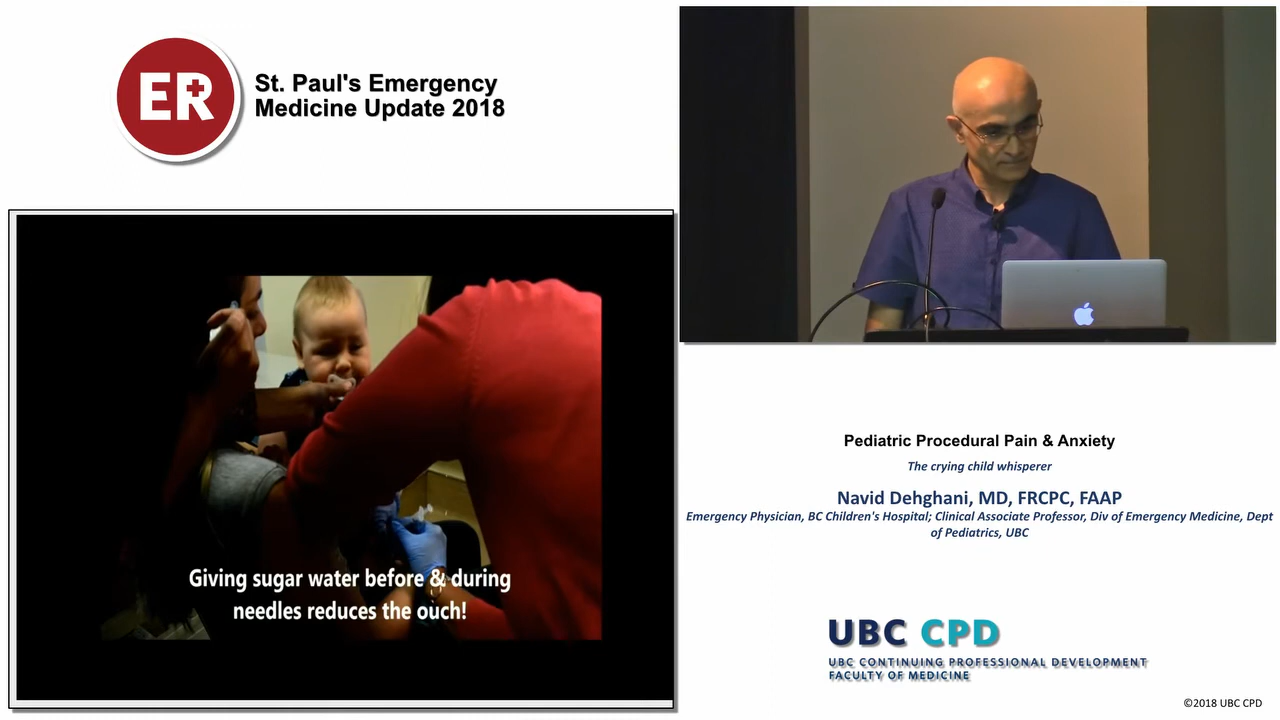 ER
St. Paul's Emergency
Medicine Update 2018
Giving sugar water before & during
needles reduces the ouch!
Pediatric Procedural Pain & Anxiety
The crying child whisperer
Navid Dehghani, MD, FRCPC, FAAP
Emergency Physician, BC Children's Hospital; Clinical Associate Professor, Div of Emergency Medicine, Dept
of Pediatrics, UBC
UBC CPD
UBC CONTINUING PROFESSIONAL DEVELOPMENT
FACULTY OF MEDICINE
©2018 UBC CPD